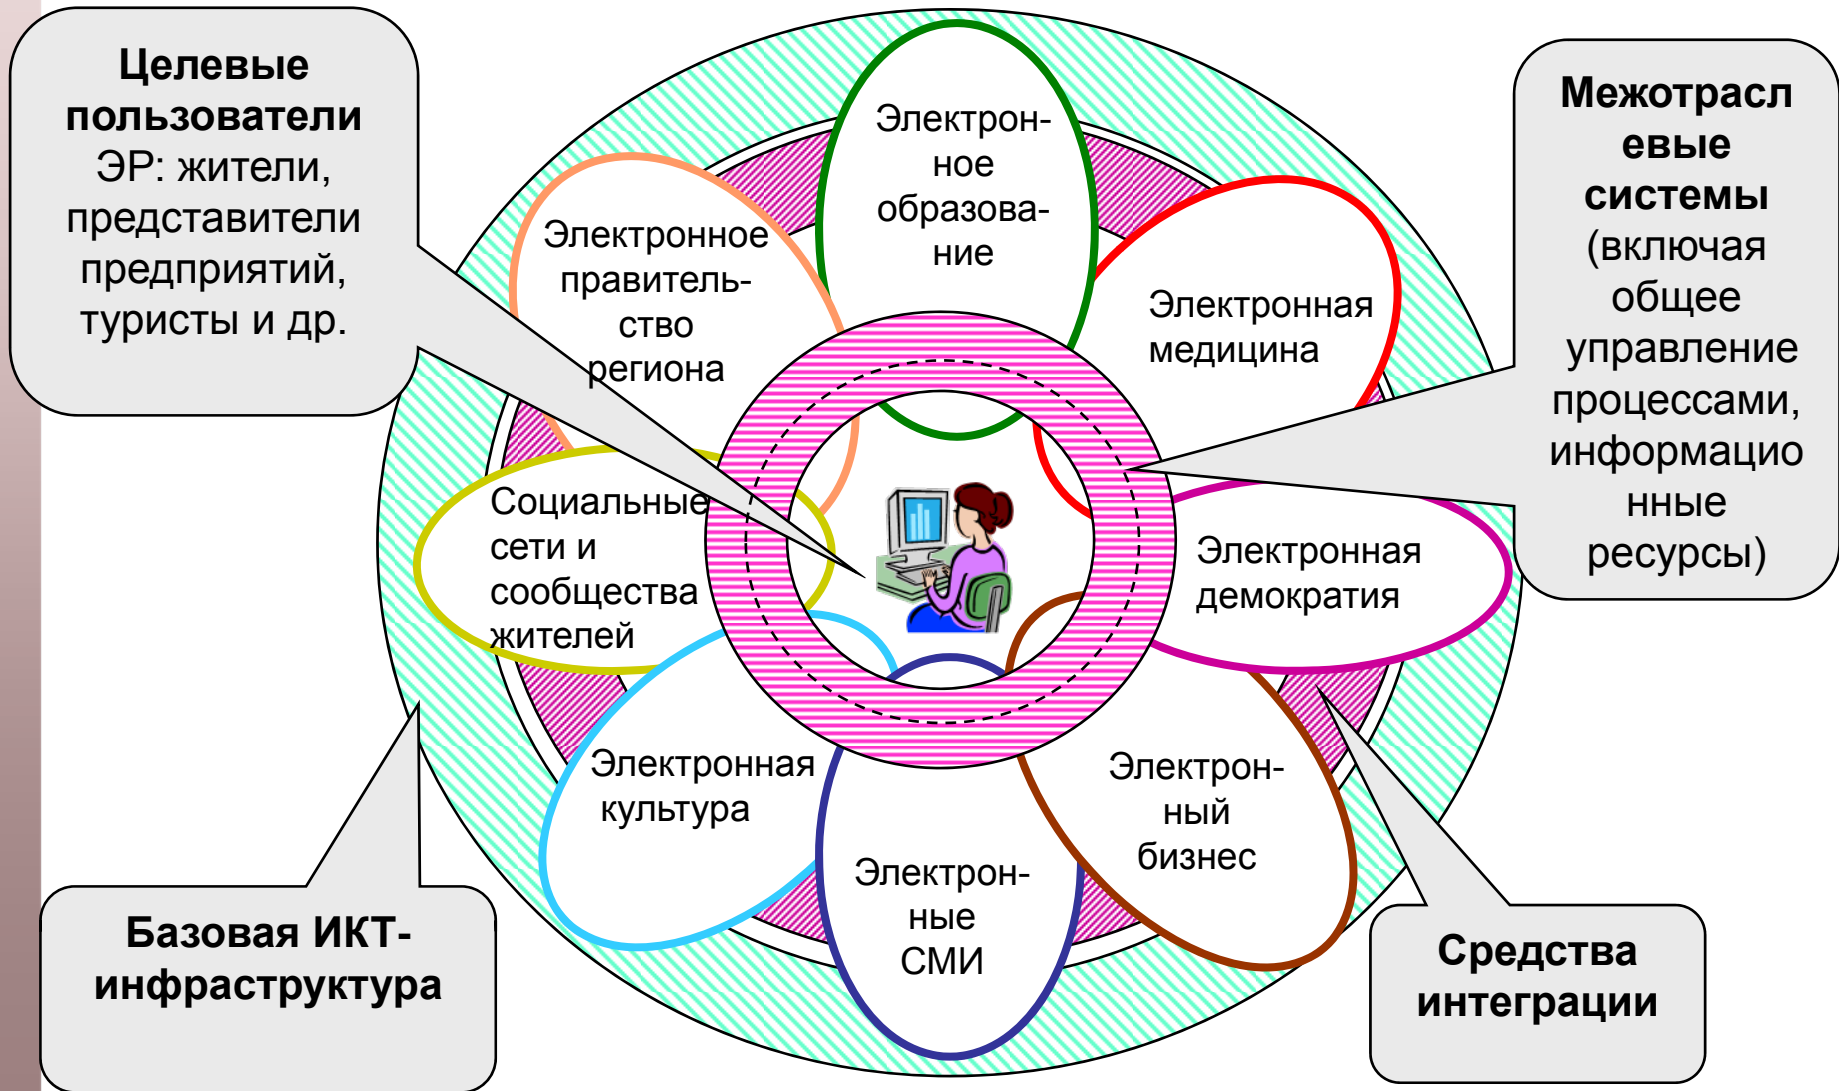 Целевые
пользователи
ЭР: жители,
представители
предприятий,
туристы и др.
Электрон-
ное
образова-
ние
Межотрасл
евые
системы
(включая
общее
управление
процессами,
информацио
нные
ресурсы)
Электронное
правитель-
ство
региона
Электронная
медицина
Социальные
сети и
сообщества
жителей
Электронная
демократия
Электронная
культура
Электрон-
ный
бизнес
Электрон-
ные
СМИ
Базовая ИКТ-
инфраструктура
Средства
интеграции